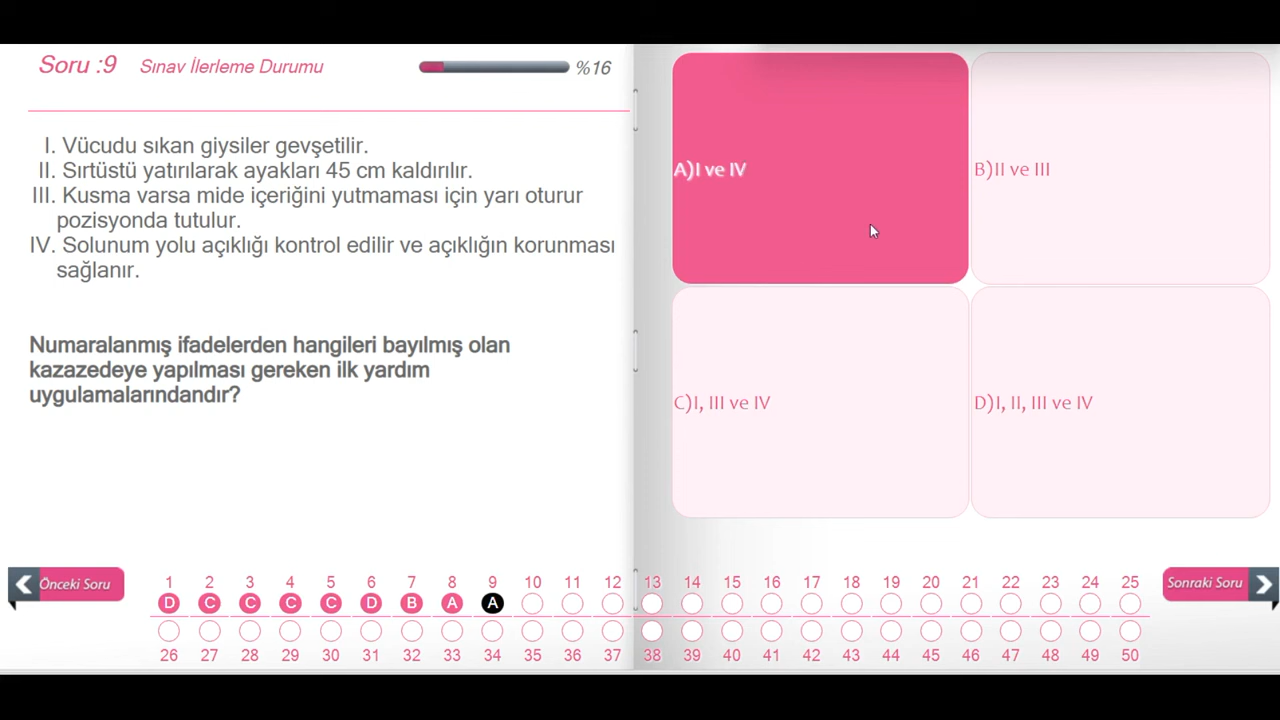 Soru :9 Sınav İlerleme Durumu %16
I. Vücudu sıkan giysiler gevşetilir.
II. Sırtüstü yatırılarak ayakları 45 cm kaldırılır.
III. Kusma varsa mide içeriğini yutmaması için yarı oturur
pozisyonda tutulur.
IV. Solunum yolu açıklığı kontrol edilir ve açıklığın korunması
sağlanır.
Numaralanmış ifadelerden hangileri bayılmış olan
kazazedeye yapılması gereken ilk yardım
uygulamalarındandır?
A)I ve IV
B)II ve III
C)I, III ve IV
D)I, II, III ve IV
Önceki Soru
1 2 3 4 5 6 7 8 9 10 11 12 13 14 15 16 17 18 19 20 21 22 23 24 25
D C C C C D B A A
26 27 28 29 30 31 32 33 34 35 36 37 38 39 40 41 42 43 44 45 46 47 48 49 50
Sonraki Soru